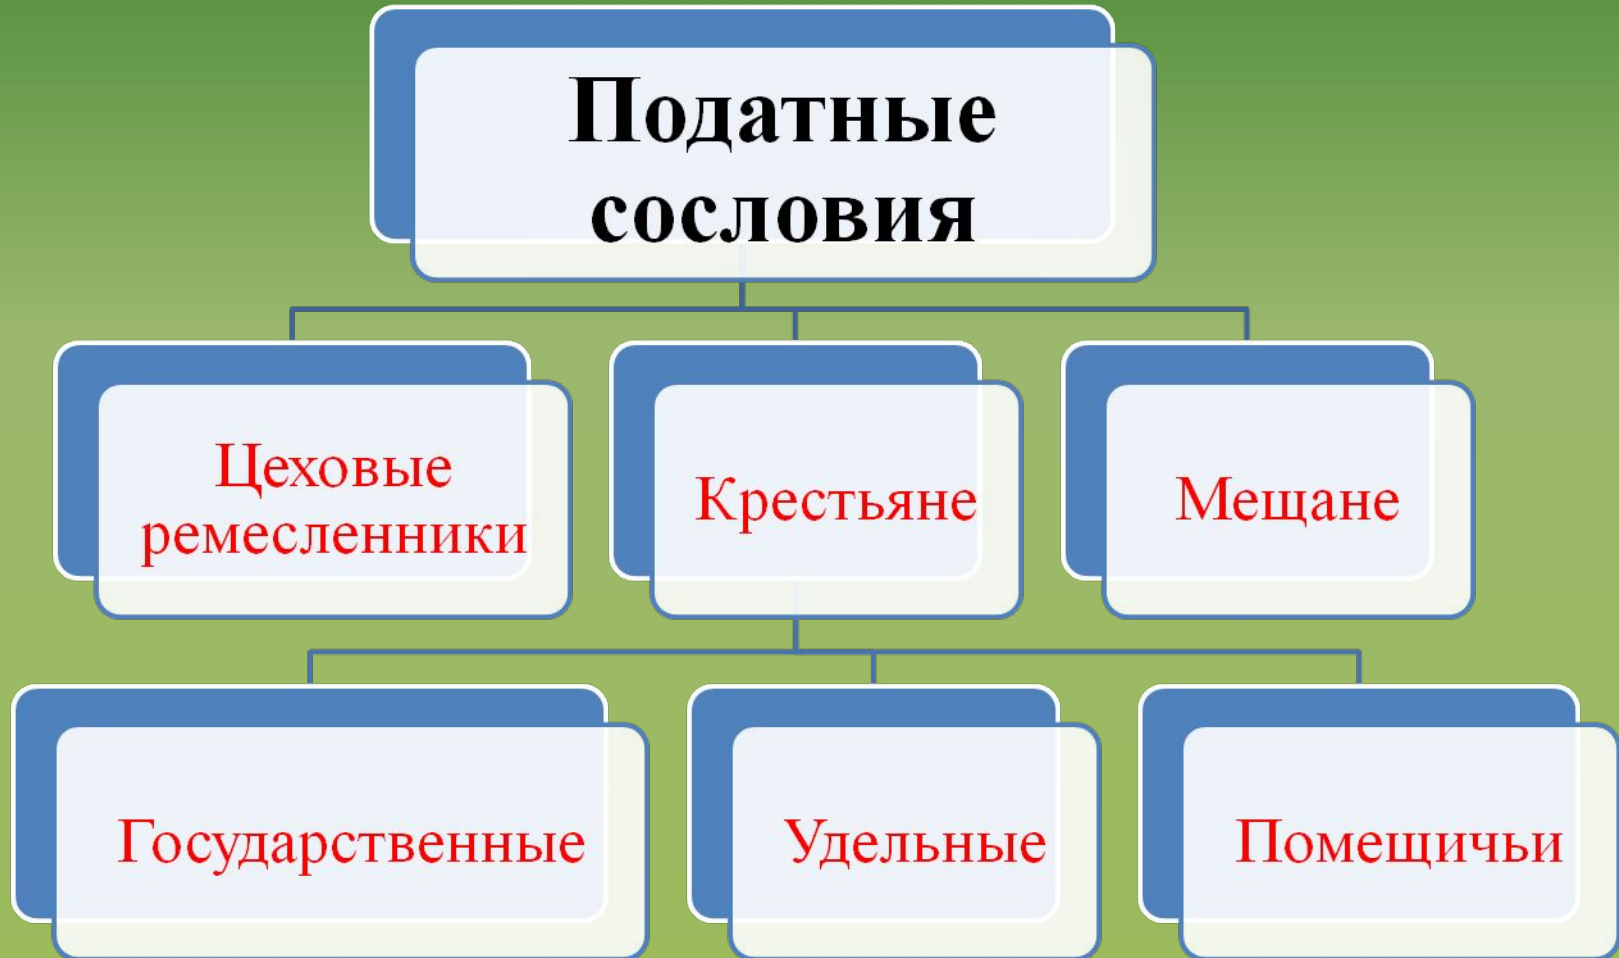 Податные
сословия
Цеховые
ремесленники
Крестьяне
Мещане
Государственные
Удельные
Помещичьи